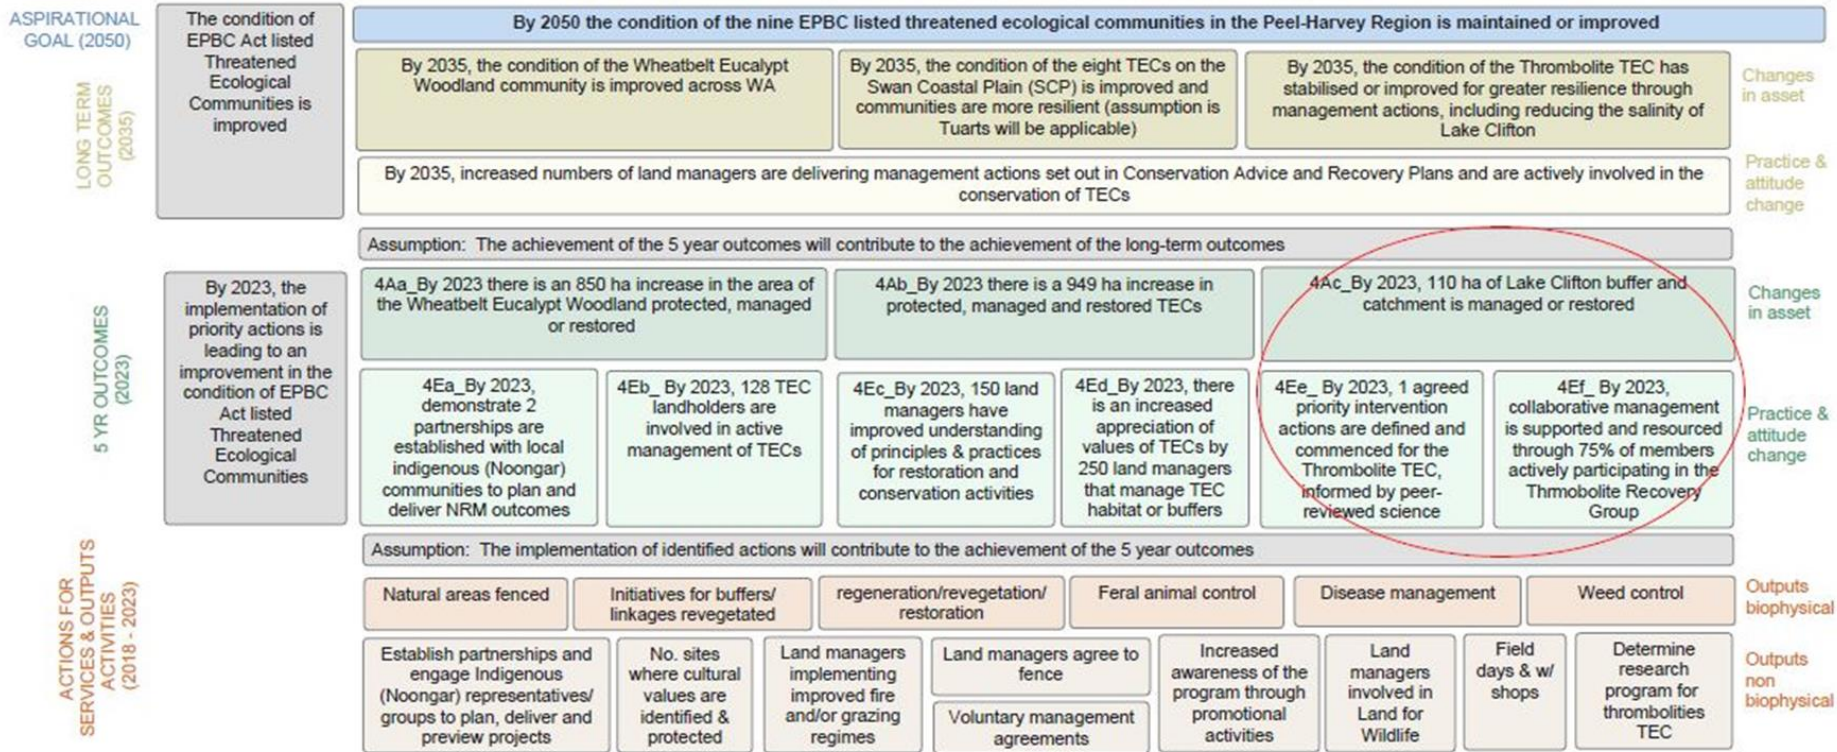 ASPIRATIONAL
GOAL (2050)
The condition of
EPBC Act listed
Threatened
Ecological
Communities is
improved
By 2050 the condition of the nine EPBC listed threatened ecological communities in the Peel-Harvey Region is maintained or improved
LONG TERM
OUTCOMES
(2035)
By 2035, the condition of the Wheatbelt Eucalypt
Woodland community is improved across WA
By 2035, the condition of the eight TECs on the
Swan Coastal Plain (SCP) is improved and
communities are more resilient (assumption is
Tuarts will be applicable)
By 2035, the condition of the Thrombolite TEC has
stabilised or improved for greater resilience through
management actions, including reducing the salinity of
Lake Clifton
Changes
in asset
By 2035, increased numbers of land managers are delivering management actions set out in Conservation Advice and Recovery Plans and are actively involved in the
conservation of TECs
Practice &
attitude
change
Assumption: The achievement of the 5 year outcomes will contribute to the achievement of the long-term outcomes
5 YR OUTCOMES
(2023)
By 2023, the
implementation of
priority actions is
leading to an
improvement in the
condition of EPBC
Act listed
Threatened
Ecological
Communities
4Aa_By 2023 there is an 850 ha increase in the area of
the Wheatbelt Eucalypt Woodland protected, managed
or restored
4Ab_By 2023 there is a 949 ha increase in
protected, managed and restored TECs
4Ac_By 2023, 110 ha of Lake Clifton buffer and
catchment is managed or restored
Changes
in asset
4Ea_By 2023,
demonstrate 2
partnerships are
established with local
indigenous (Noongar)
communities to plan and
deliver NRM outcomes
4Eb_ By 2023, 128 TEC
landholders are
involved in active
management of TECs
4Ec_By 2023, 150 land
managers have
improved understanding
of principles & practices
for restoration and
conservation activities
4Ed_By 2023, there
is an increased
appreciation of
values of TECs by
250 land managers
that manage TEC
habitat or buffers
4Ee_ By 2023, 1 agreed
priority intervention
actions are defined and
commenced for the
Thrombolite TEC,
informed by peer-
reviewed science
4Ef_ By 2023,
collaborative management
is supported and resourced
through 75% of members
actively participating in the
Thrmobolite Recovery
Group
Practice &
attitude
change
Assumption: The implementation of identified actions will contribute to the achievement of the 5 year outcomes
ACTIONS FOR
SERVICES & OUTPUTS
ACTIVITIES
(2018 - 2023)
Natural areas fenced
Initiatives for buffers/
linkages revegetated
regeneration/revegetation/
restoration
Feral animal control
Disease management
Weed control
Outputs
biophysical
Establish partnerships and
engage Indigenous
(Noongar) representatives/
groups to plan, deliver and
preview projects
No. sites
where cultural
values are
identified &
protected
Land managers
implementing
improved fire
and/or grazing
regimes
Land managers agree to
fence
Voluntary management
agreements
Increased
awareness of the
program through
promotional
activities
Land
managers
involved in
Land for
Wildlife
Field
days & w/
shops
Determine
research
program for
thrombolities
TEC
Outputs
non
biophysical